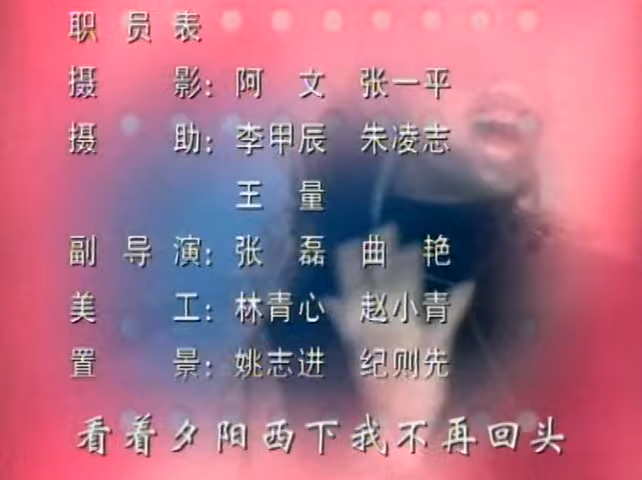 职员表
摄影：阿文 张一平
摄助：李甲辰 朱凌志
王量
副导演：张磊 曲艳
美工：林青心 赵小青
置景：姚志进 纪则先
看着夕阳西下我不再回头